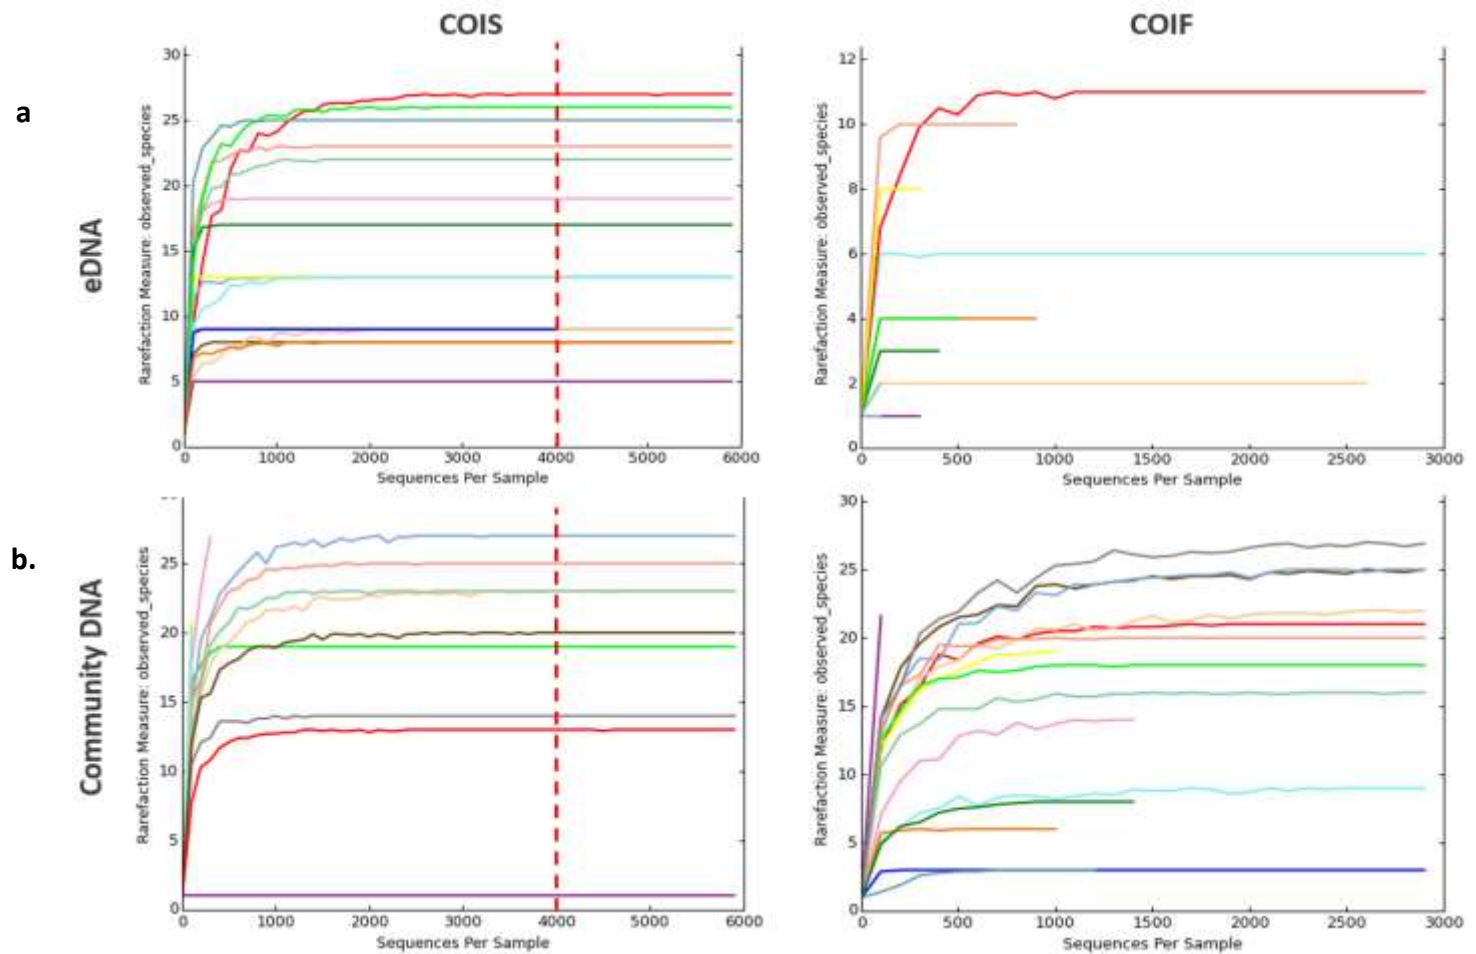 COIS
COIF
a
eDNA
Rarefaction Measure: observed_species
30
25
20
15
10
5
0
0 1000 2000 3000 4000 5000 6000
Sequences Per Sample
Rarefaction Measure: observed_species
12
10
8
6
4
2
0
0 500 1000 1500 2000 2500 3000
Sequences Per Sample
b.
Community DNA
Rarefaction Measure: observed_species
25
20
15
10
5
0
0 1000 2000 3000 4000 5000 6000
Sequences Per Sample
Rarefaction Measure: observed_species
30
25
20
15
10
5
0
0 500 1000 1500 2000 2500 3000
Sequences Per Sample